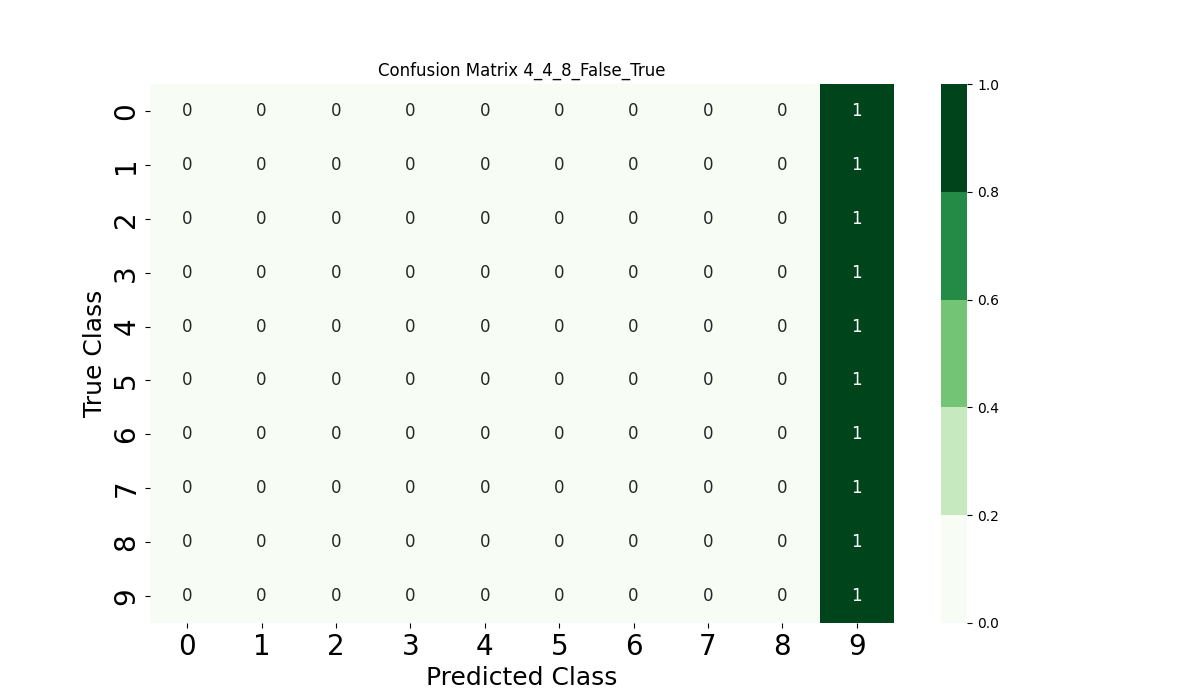 Confusion Matrix 4_4_8_False_True
True Class
0 0 0 0 0 0 0 0 0 0 1
1 0 0 0 0 0 0 0 0 0 1
2 0 0 0 0 0 0 0 0 0 1
3 0 0 0 0 0 0 0 0 0 1
4 0 0 0 0 0 0 0 0 0 1
5 0 0 0 0 0 0 0 0 0 1
6 0 0 0 0 0 0 0 0 0 1
7 0 0 0 0 0 0 0 0 0 1
8 0 0 0 0 0 0 0 0 0 1
9 0 0 0 0 0 0 0 0 0 1
0 1 2 3 4 5 6 7 8 9
Predicted Class
1.0
0.8
0.6
0.4
0.2
0.0